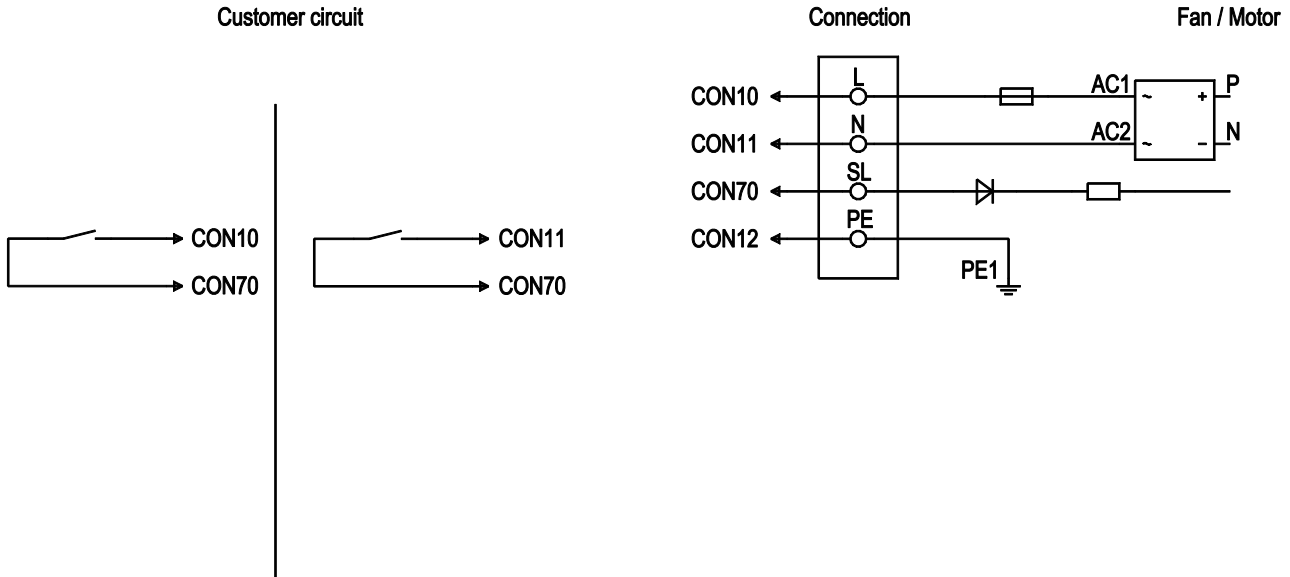 Customer circuit
Connection
Fan / Motor
L
CON10
AC1
~
+
P
N
CON11
AC2
~
–
N
SL
CON70
PE
CON12
PE1
CON10
CON70
CON11
CON70